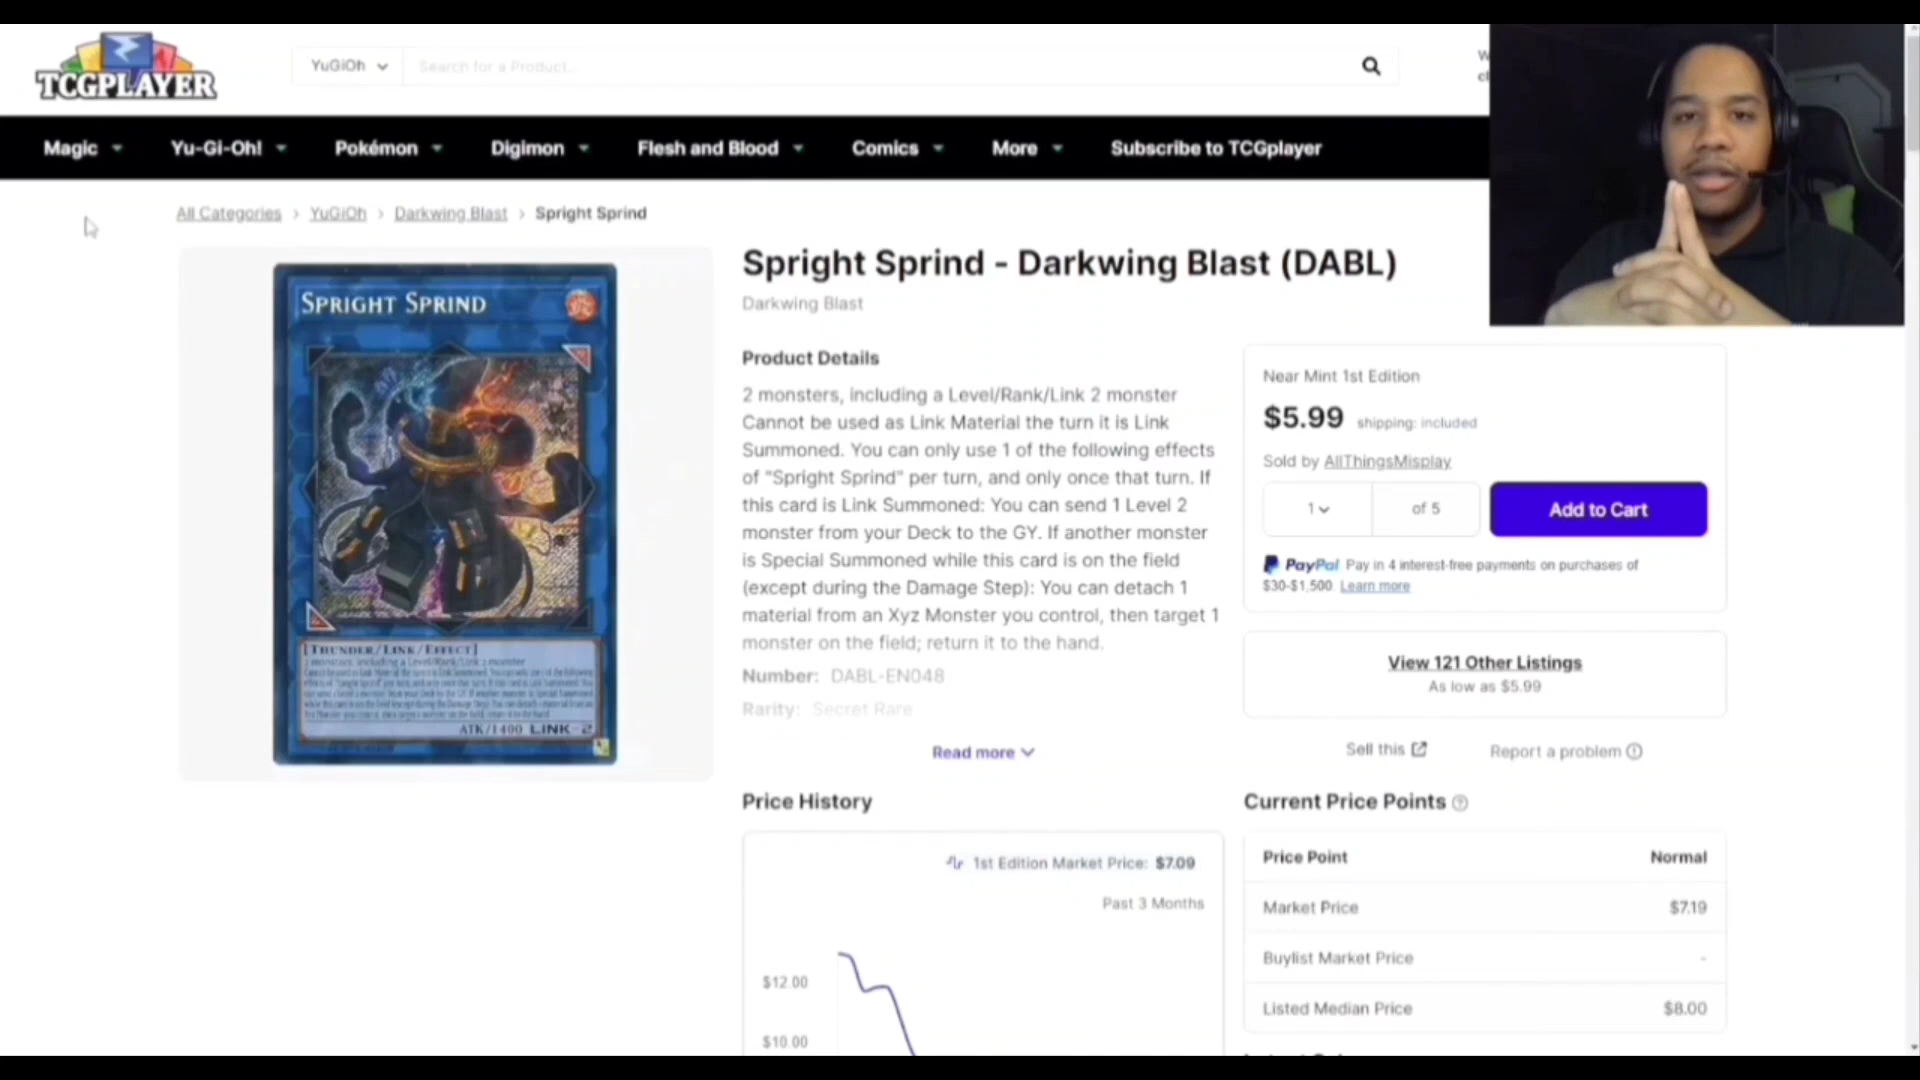 TCGPLAYER
YuGiOh
Search for a Product...
Magic
Yu-Gi-Oh!
Pokémon
Digimon
Flesh and Blood
Comics
More
Subscribe to TCGplayer
All Categories > YuGiOh > Darkwing Blast > Spright Sprind
SPRIGHT SPRIND
[THUNDER/LINK/EFFECT]
2 monsters, including a Level/Rank/Link 2 monster
ATK/1400 LINK-2
Spright Sprind - Darkwing Blast (DABL)
Darkwing Blast
Product Details
2 monsters, including a Level/Rank/Link 2 monster
Cannot be used as Link Material the turn it is Link
Summoned. You can only use 1 of the following effects
of "Spright Sprind" per turn, and only once that turn. If
this card is Link Summoned: You can send 1 Level 2
monster from your Deck to the GY. If another monster
is Special Summoned while this card is on the field
(except during the Damage Step): You can detach 1
material from an Xyz Monster you control, then target 1
monster on the field; return it to the hand.
Number: DABL-EN048
Rarity: Secret Rare
Read more
Near Mint 1st Edition
$5.99 shipping: included
Sold by AllThingsMisplay
1 of 5
Add to Cart
PayPal Pay in 4 interest-free payments on purchases of
$30-$1,500. Learn more
View 121 Other Listings
As low as $5.99
Sell this
Report a problem
Price History
1st Edition Market Price: $7.09
Past 3 Months
$12.00
$10.00
Current Price Points
Price Point Normal
Market Price $7.19
Buylist Market Price -
Listed Median Price $8.00